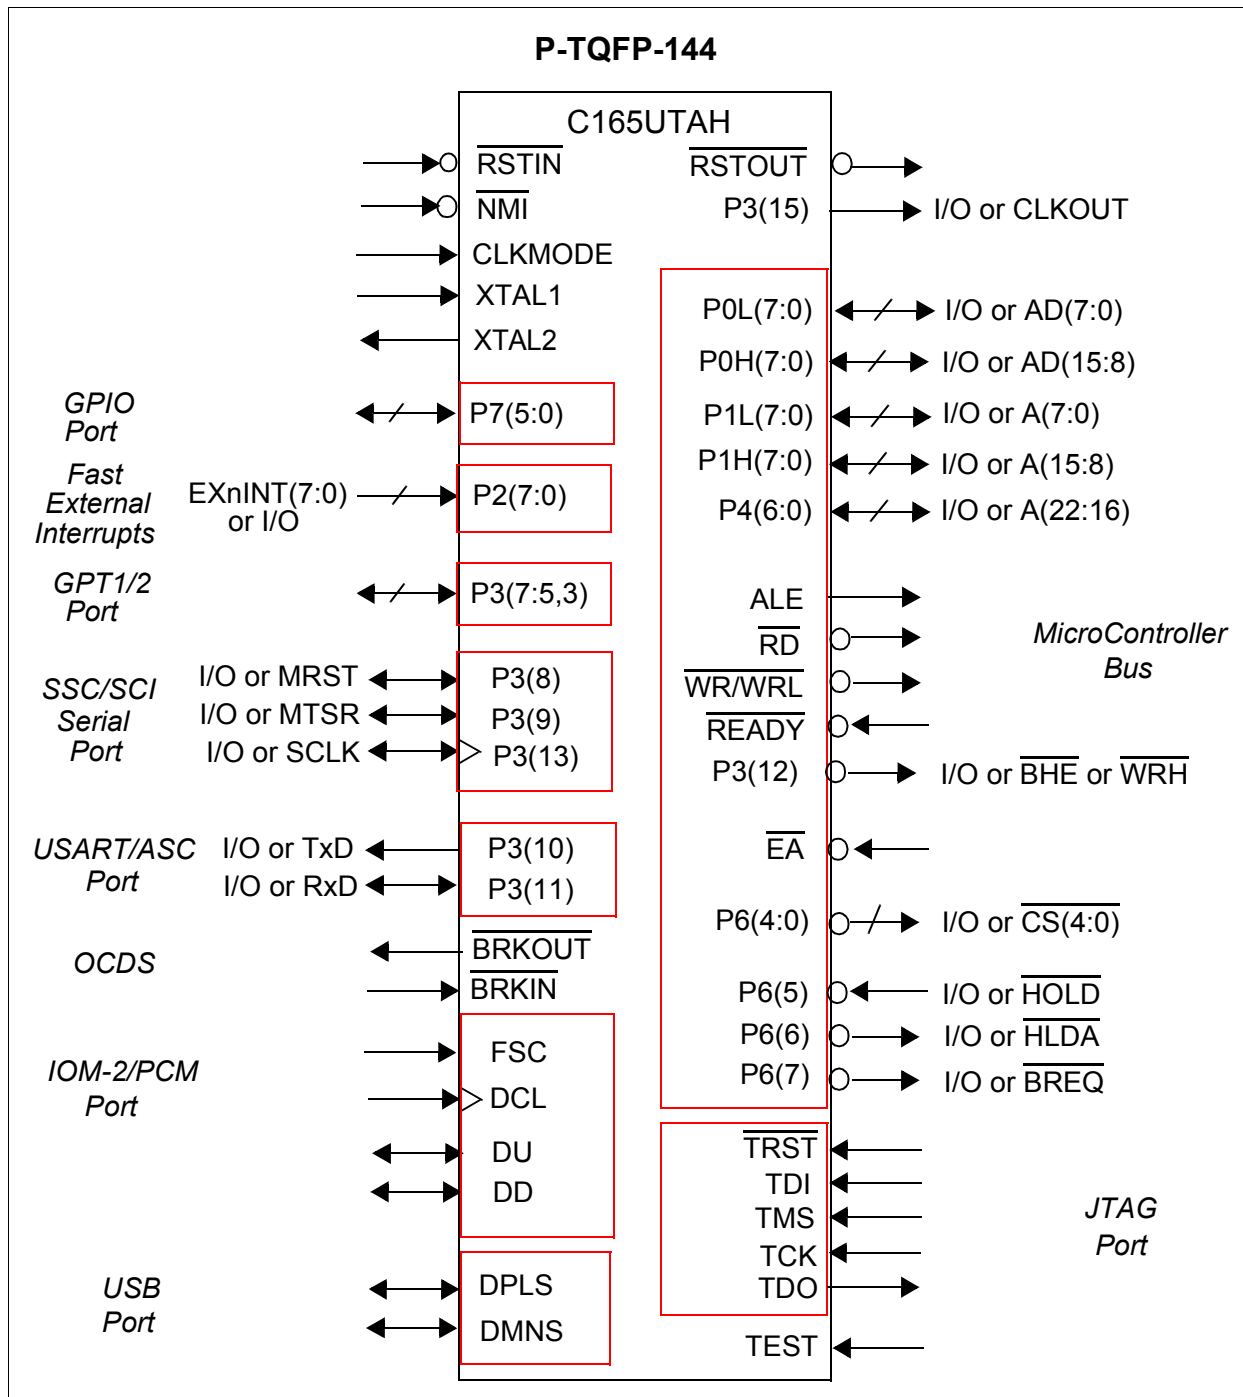 P-TQFP-144
C165UTAH
RSTIN
RSTOUT
NMI
P3(15) I/O or CLKOUT
CLKMODE
XTAL1
XTAL2
P0L(7:0) I/O or AD(7:0)
P0H(7:0) I/O or AD(15:8)
GPIO
Port
P7(5:0)
P1L(7:0) I/O or A(7:0)
P1H(7:0) I/O or A(15:8)
Fast
External
Interrupts
EXnINT(7:0)
or I/O
P2(7:0)
P4(6:0) I/O or A(22:16)
GPT1/2
Port
P3(7:5,3)
ALE
RD
WR/WRL
READY
P3(12) I/O or BHE or WRH
MicroController
Bus
SSC/SCI
Serial
Port
I/O or MRST P3(8)
I/O or MTSR P3(9)
I/O or SCLK P3(13)
USART/ASC
Port
I/O or TxD P3(10)
I/O or RxD P3(11)
EA
P6(4:0) I/O or CS(4:0)
OCDS
BRKOUT
BRKIN
P6(5) I/O or HOLD
P6(6) I/O or HLDA
P6(7) I/O or BREQ
IOM-2/PCM
Port
FSC
DCL
DU
DD
TRST
TDI
TMS
TCK
TDO
JTAG
Port
USB
Port
DPLS
DMNS
TEST